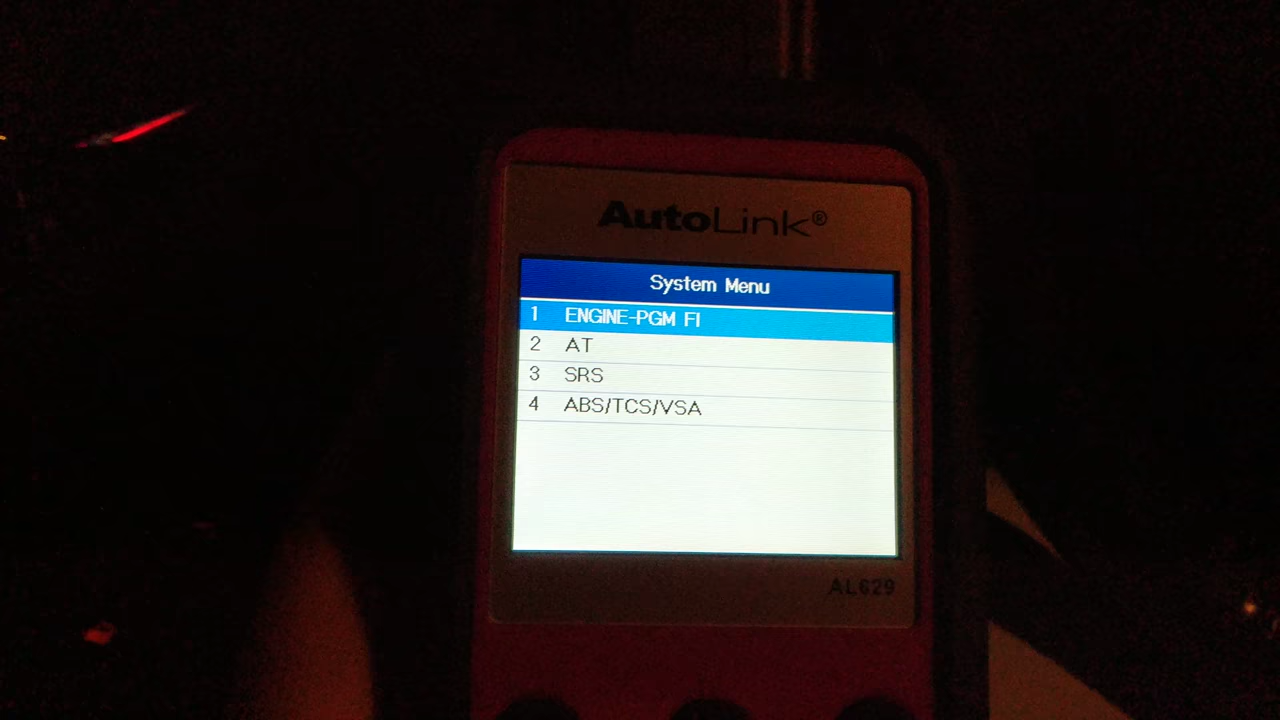 AutoLink®
System Menu
1 ENGINE-PGM FI
2 AT
3 SRS
4 ABS/TCS/VSA
AL629